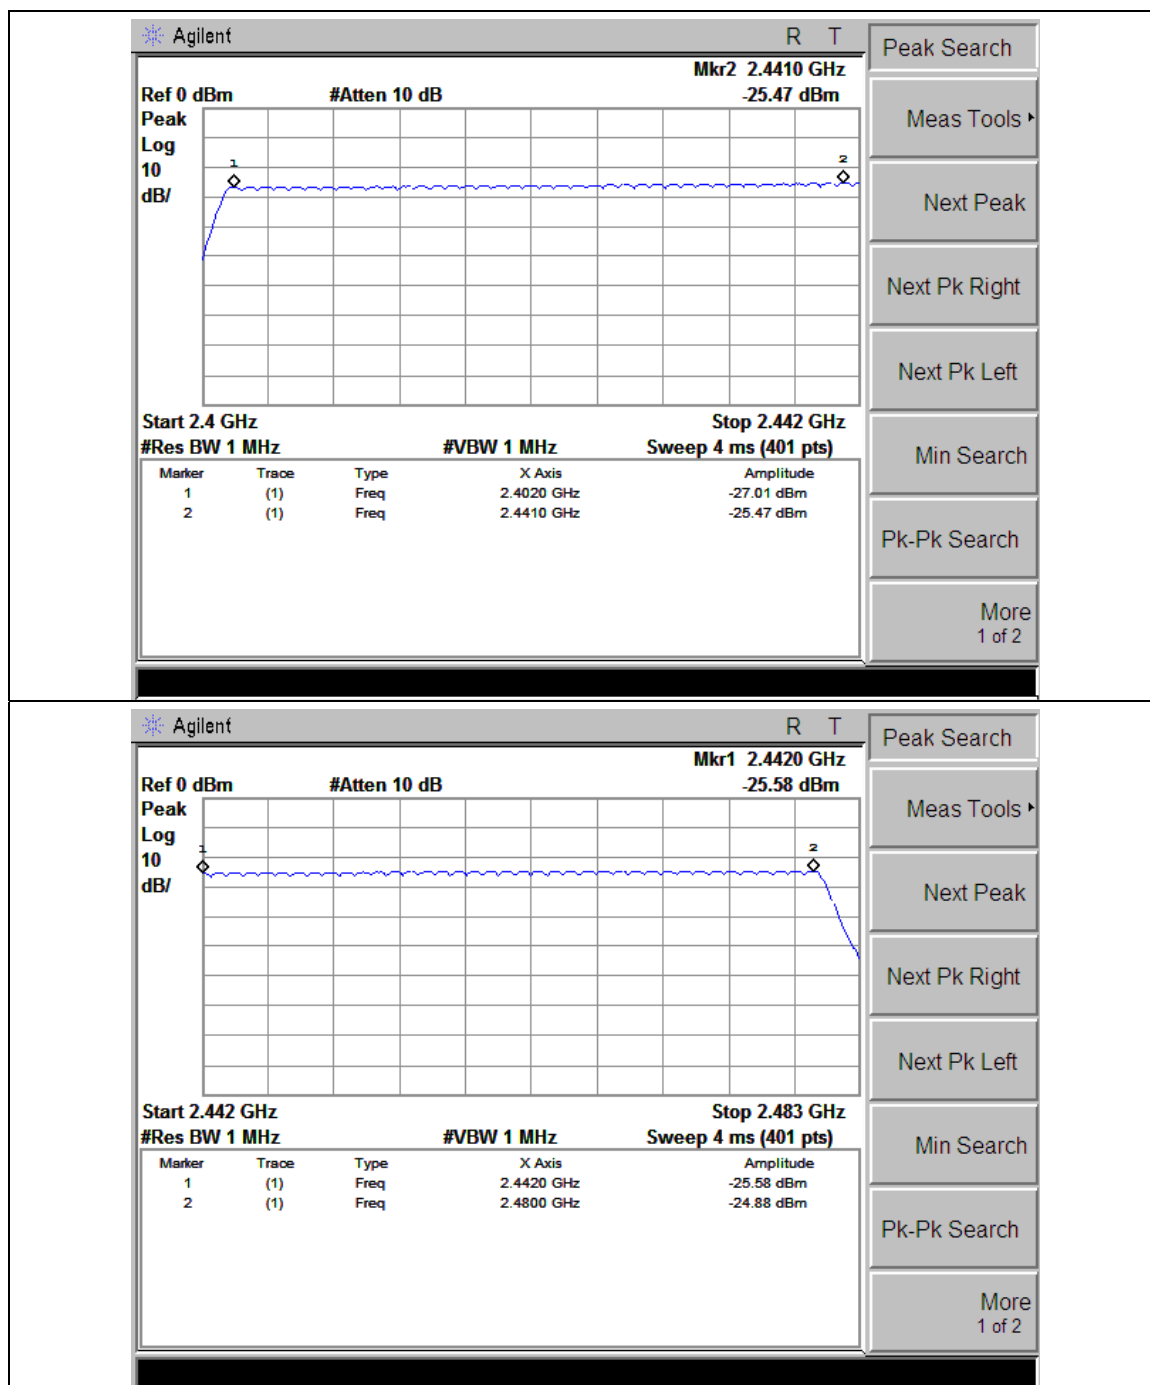 Agilent R T
Peak Search
Mkr2 2.4410 GHz
Ref 0 dBm #Atten 10 dB -25.47 dBm
Peak
Log
10
dB/
1
2
Meas Tools
Next Peak
Next Pk Right
Next Pk Left
Min Search
Pk-Pk Search
More
1 of 2
Start 2.4 GHz Stop 2.442 GHz
#Res BW 1 MHz #VBW 1 MHz Sweep 4 ms (401 pts)
Marker Trace Type X Axis Amplitude
1 (1) Freq 2.4020 GHz -27.01 dBm
2 (1) Freq 2.4410 GHz -25.47 dBm
Agilent R T
Peak Search
Mkr1 2.4420 GHz
Ref 0 dBm #Atten 10 dB -25.58 dBm
Peak
Log
10
dB/
1
2
Meas Tools
Next Peak
Next Pk Right
Next Pk Left
Min Search
Pk-Pk Search
More
1 of 2
Start 2.442 GHz Stop 2.483 GHz
#Res BW 1 MHz #VBW 1 MHz Sweep 4 ms (401 pts)
Marker Trace Type X Axis Amplitude
1 (1) Freq 2.4420 GHz -25.58 dBm
2 (1) Freq 2.4800 GHz -24.88 dBm